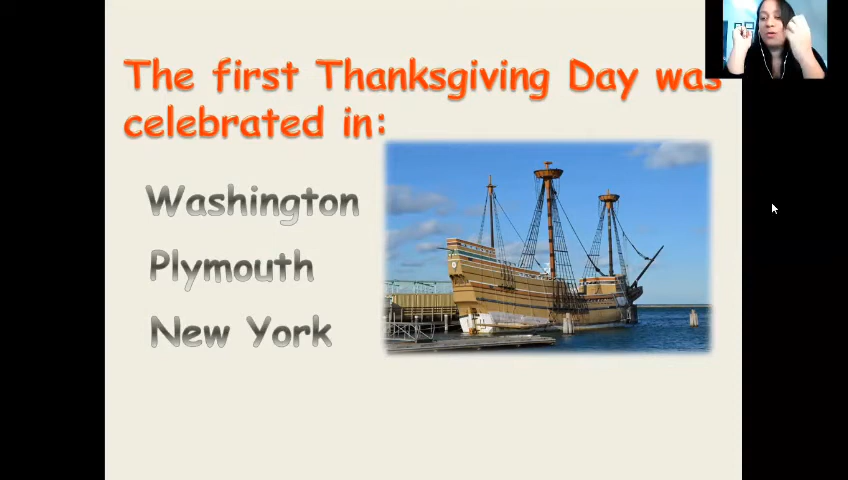 The first Thanksgiving Day was
celebrated in:
Washington
Plymouth
New York